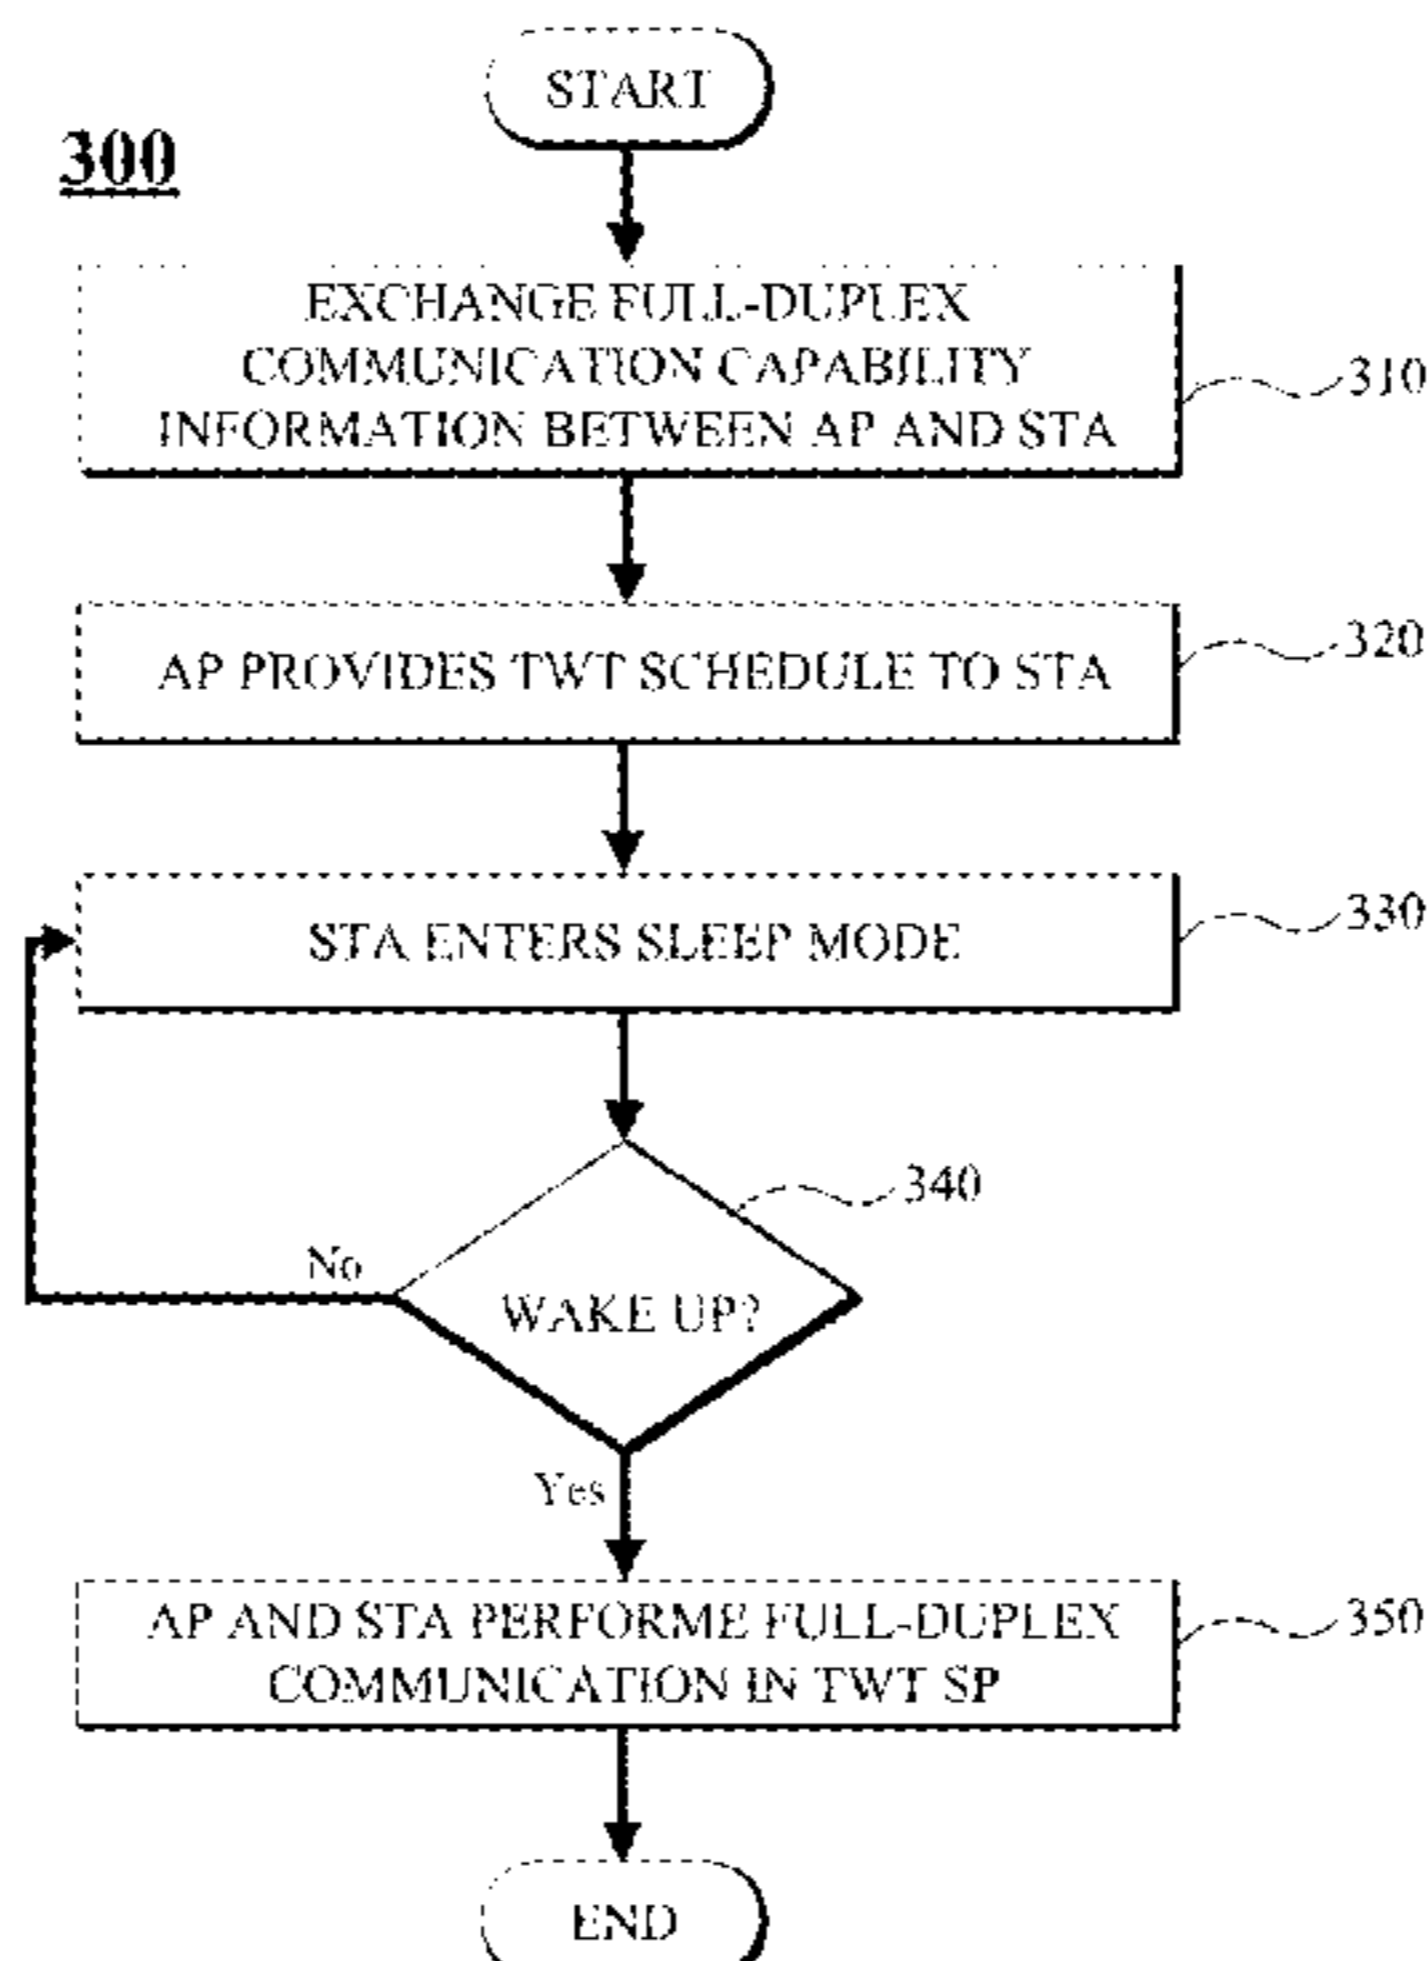 START
300
EXCHANGE FULL-DUPLEX
COMMUNICATION CAPABILITY
INFORMATION BETWEEN AP AND STA
310
AP PROVIDES TWT SCHEDULE TO STA
320
STA ENTERS SLEEP MODE
330
340
No
WAKE UP?
Yes
AP AND STA PERFORME FULL-DUPLEX
COMMUNICATION IN TWT SP
350
END